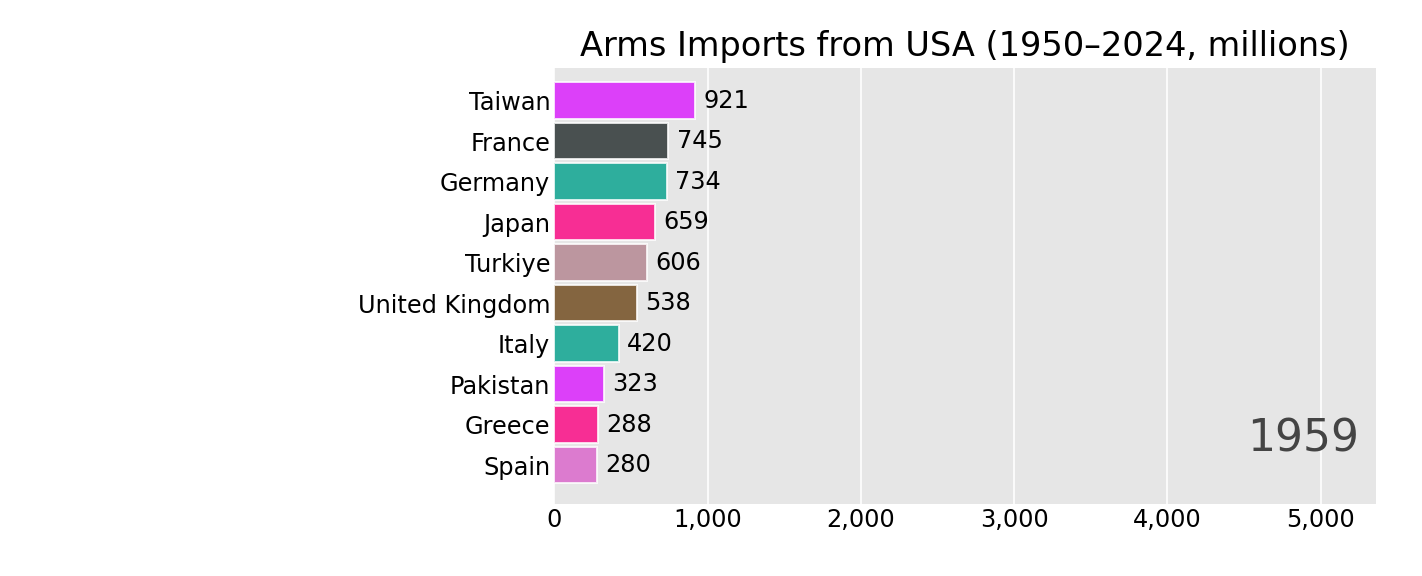 Arms Imports from USA (1950–2024, millions)
Taiwan 921
France 745
Germany 734
Japan 659
Turkiye 606
United Kingdom 538
Italy 420
Pakistan 323
Greece 288
Spain 280
1959
0 1,000 2,000 3,000 4,000 5,000